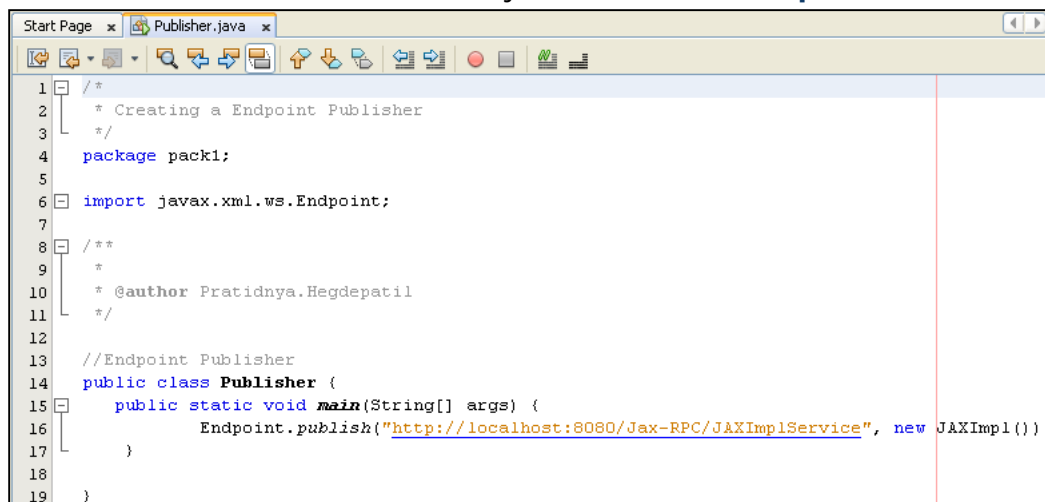 Start Page x Publisher.java x
1 /*
2 * Creating a Endpoint Publisher
3 */
4 package pack1;
5
6 import javax.xml.ws.Endpoint;
7
8 /**
9 *
10 * @author Pratidnya.Hegdepatil
11 */
12
13 //Endpoint Publisher
14 public class Publisher {
15 public static void main(String[] args) {
16 Endpoint.publish("http://localhost:8080/Jax-RPC/JAXImplService", new JAXImpl())
17 }
18
19 }